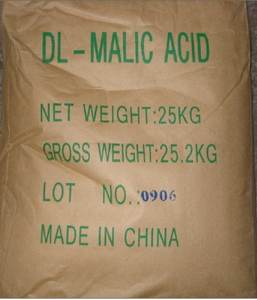 DL-MALIC ACID
NET WEIGHT:25KG
GROSS WEIGHT:25.2KG
LOT NO.:0906
MADE IN CHINA